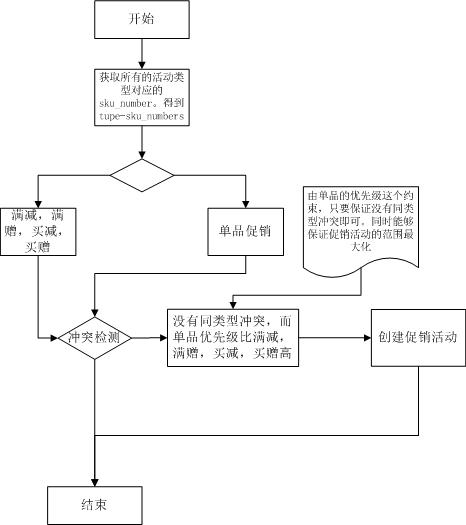 开始
获取所有的活动类
型对应的
sku_number。得到
tupe-sku_numbers
满减，满
赠，买减，
买赠
单品促销
由单品的优先级这个约
束，只要保证没有同类型
冲突即可。同时能够
保证促销活动的范围最
大化
冲突检测
没有同类型冲突，而
单品优先级比满减，
满赠，买减，买赠高
创建促销活动
结束